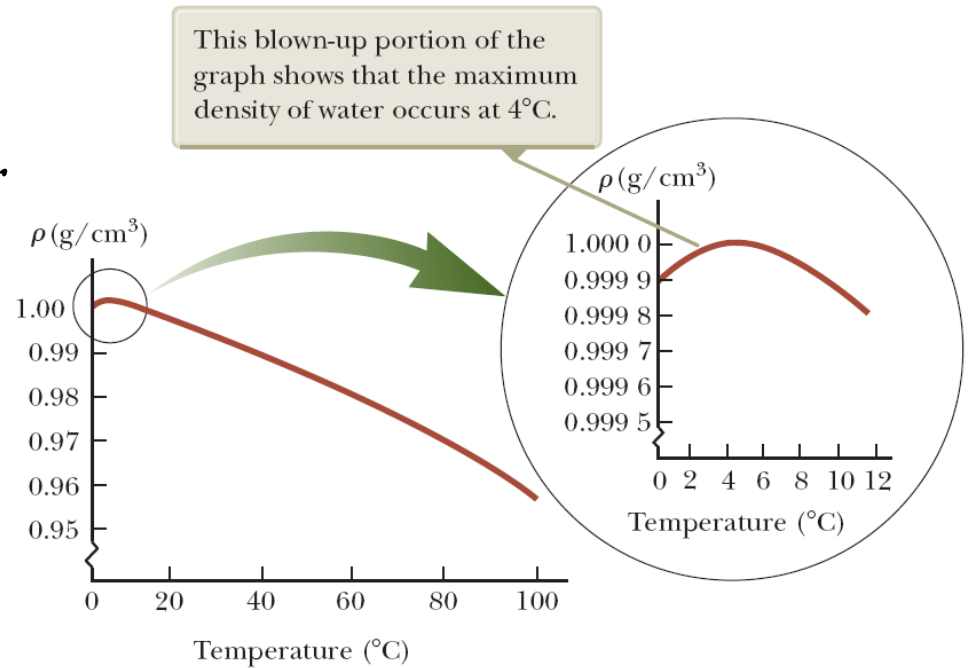 This blown-up portion of the
graph shows that the maximum
density of water occurs at 4°C.
ρ (g/cm³)
1.00
0.99
0.98
0.97
0.96
0.95
0 20 40 60 80 100
Temperature (°C)
ρ (g/cm³)
1.000 0
0.999 9
0.999 8
0.999 7
0.999 6
0.999 5
0 2 4 6 8 10 12
Temperature (°C)